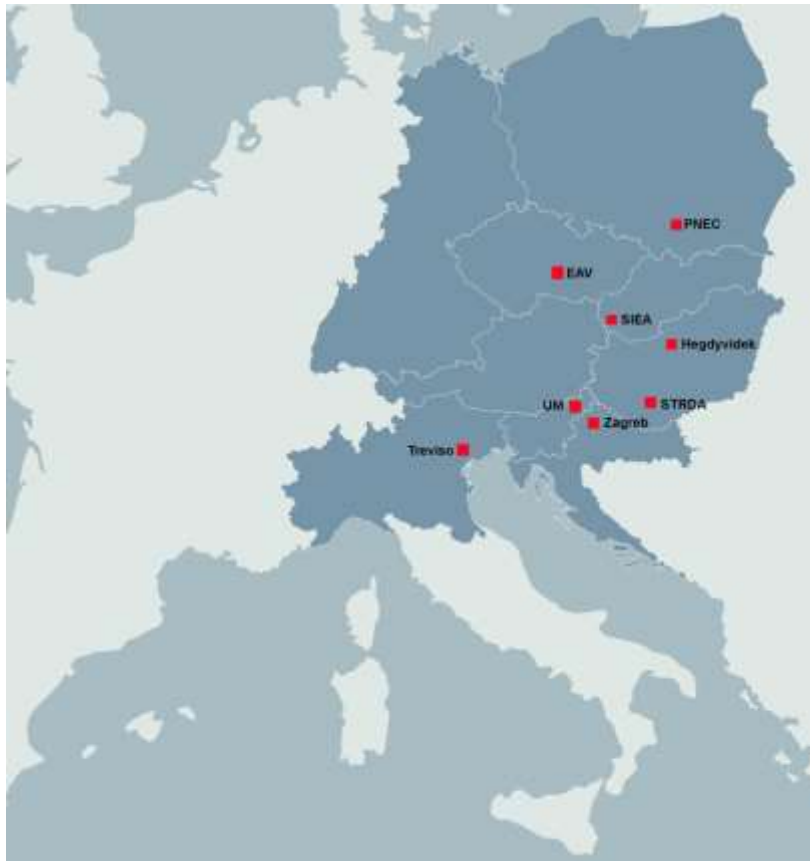 PNEC
EAV
SIEA
Hegdyvidek
UM
STRDA
Zagreb
Treviso